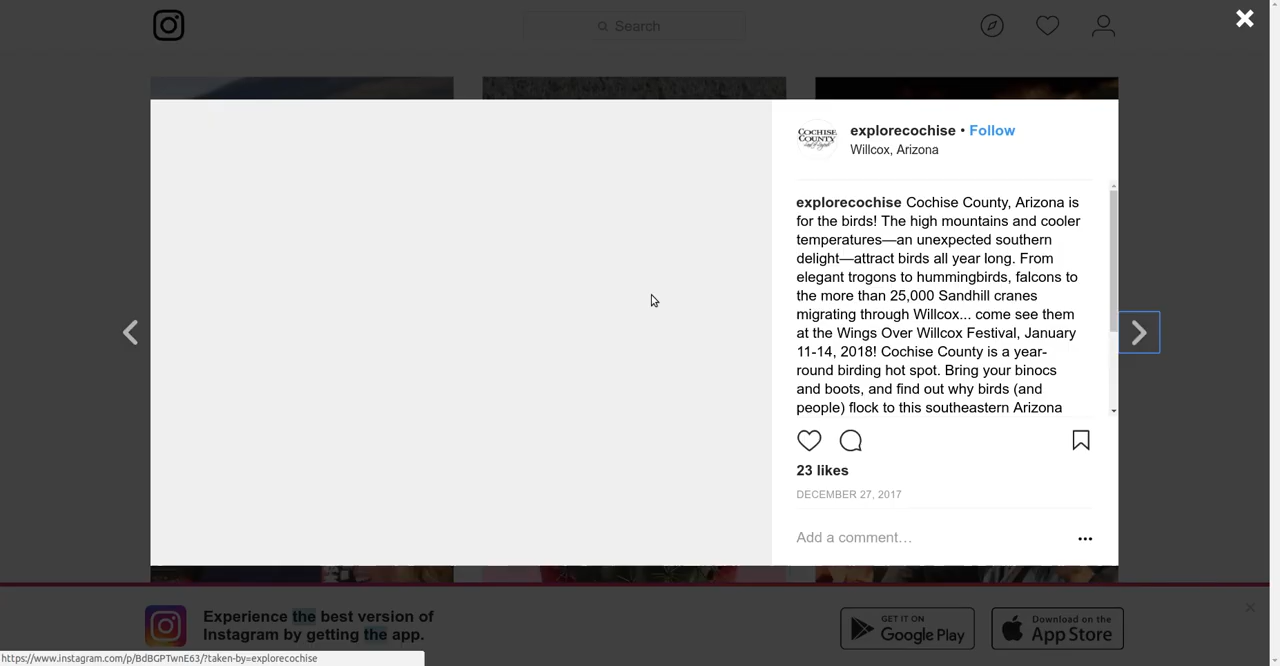 Search
explorecochise • Follow
Willcox, Arizona
COCHISE
COUNTY
explorecochise Cochise County, Arizona is
for the birds! The high mountains and cooler
temperatures—an unexpected southern
delight—attract birds all year long. From
elegant trogons to hummingbirds, falcons to
the more than 25,000 Sandhill cranes
migrating through Willcox... come see them
at the Wings Over Willcox Festival, January
11-14, 2018! Cochise County is a year-
round birding hot spot. Bring your binocs
and boots, and find out why birds (and
people) flock to this southeastern Arizona
23 likes
DECEMBER 27, 2017
Add a comment…
Experience the best version of
Instagram by getting the app.
GET IT ON
Google Play
Download on the
App Store
https://www.instagram.com/p/BdBGPTwnE63/?taken-by=explorecochise